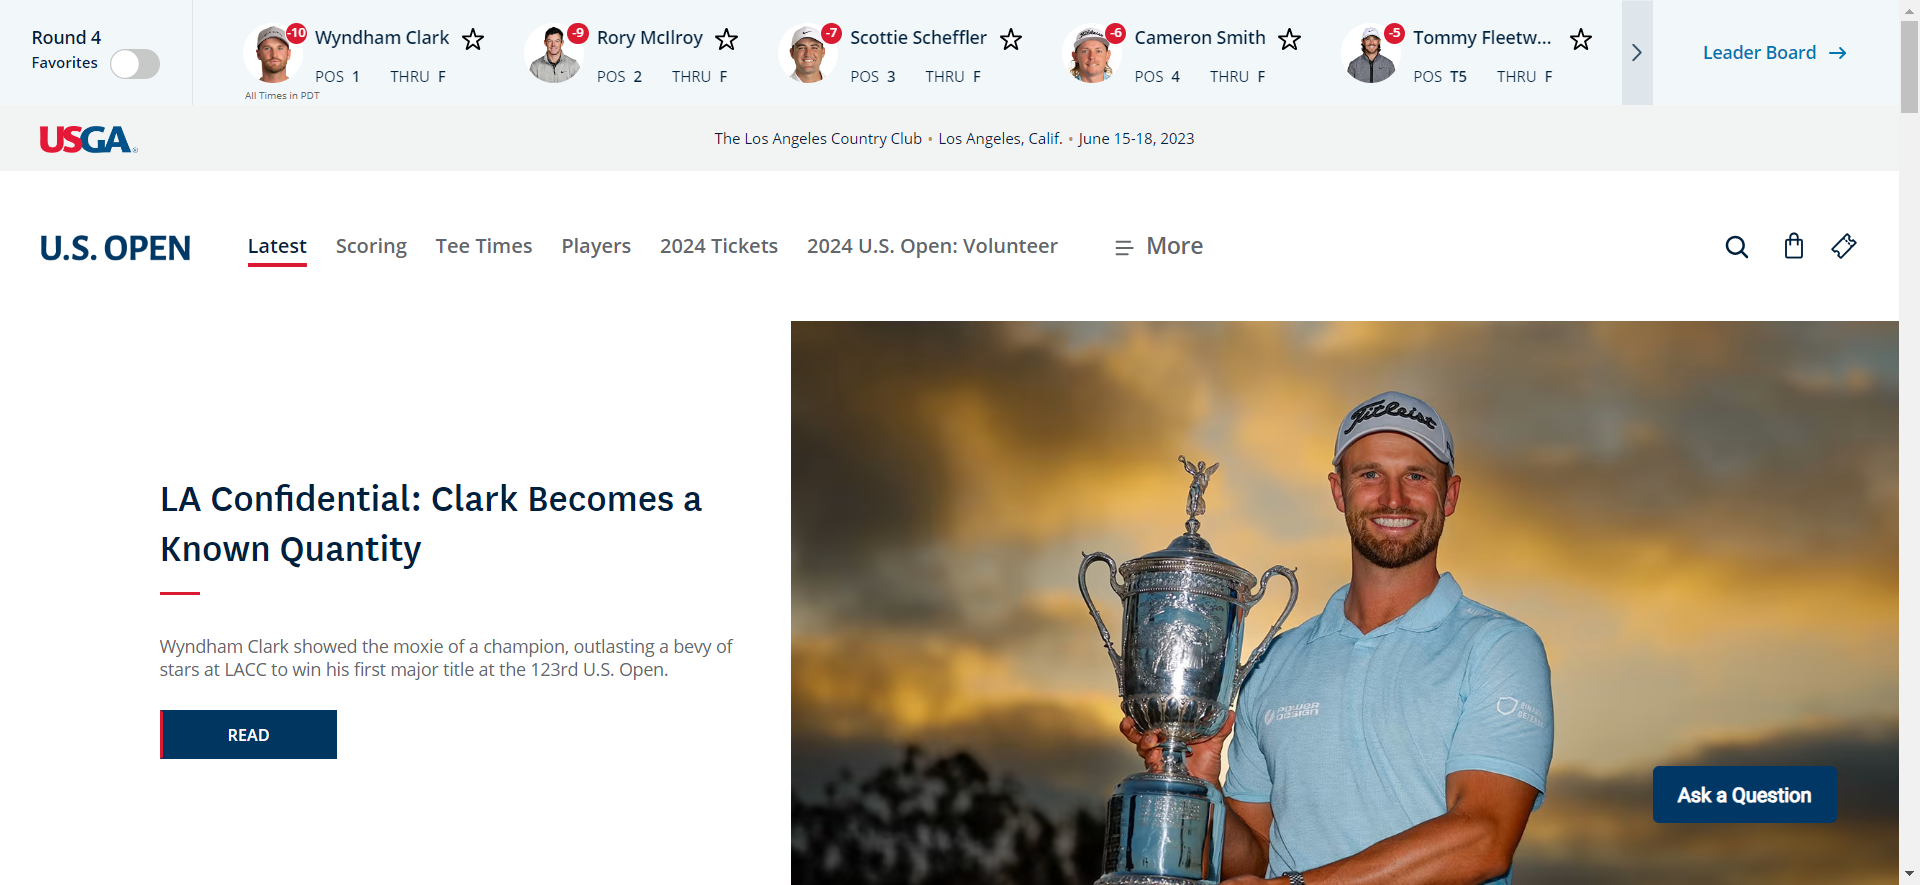 Round 4
Favorites
-10 Wyndham Clark
POS 1 THRU F
All Times in PDT
-9 Rory McIlroy
POS 2 THRU F
-7 Scottie Scheffler
POS 3 THRU F
-6 Cameron Smith
POS 4 THRU F
-5 Tommy Fleetw...
POS T5 THRU F
Leader Board
USGA
The Los Angeles Country Club • Los Angeles, Calif. • June 15-18, 2023
U.S. OPEN
Latest Scoring Tee Times Players 2024 Tickets 2024 U.S. Open: Volunteer More
LA Confidential: Clark Becomes a
Known Quantity
Wyndham Clark showed the moxie of a champion, outlasting a bevy of
stars at LACC to win his first major title at the 123rd U.S. Open.
READ
Titleist
POWER
DESIGN
Ask a Question